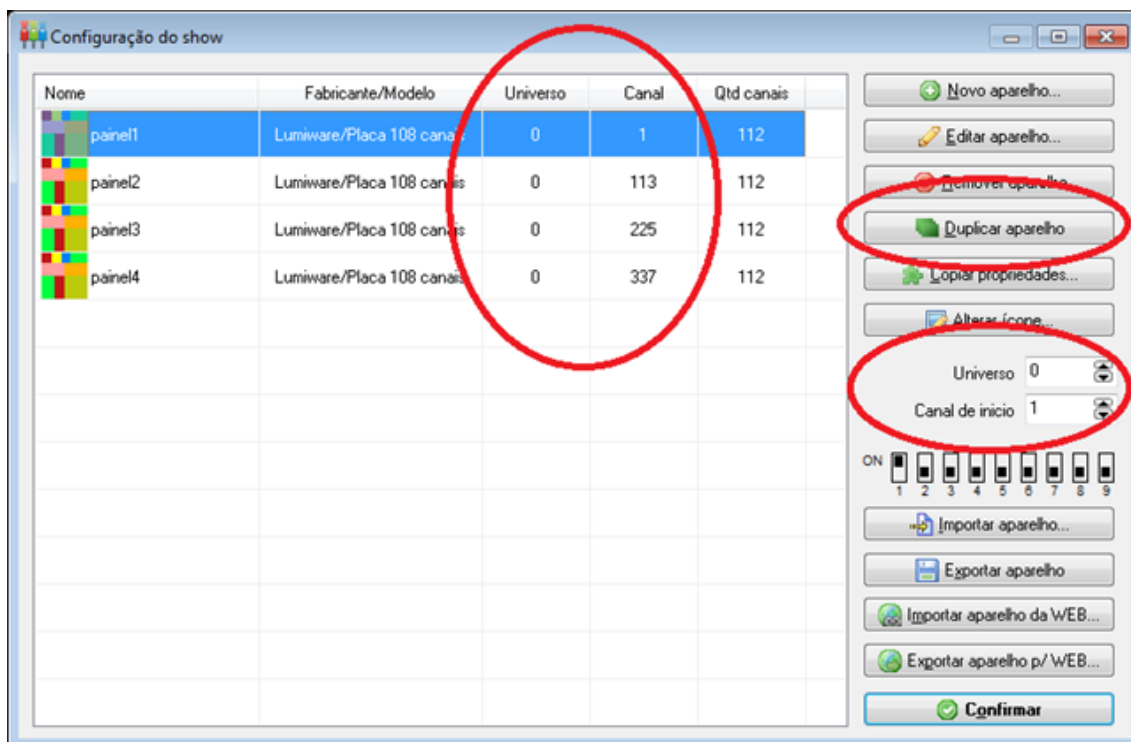 Configuração do show
Nome Fabricante/Modelo Universo Canal Qtd canais
painel1 Lumiware/Placa 108 canais 0 1 112
painel2 Lumiware/Placa 108 canais 0 113 112
painel3 Lumiware/Placa 108 canais 0 225 112
painel4 Lumiware/Placa 108 canais 0 337 112
Novo aparelho...
Editar aparelho...
Remover aparelho
Duplicar aparelho
Copiar propriedades...
Alterar ícone...
Universo 0
Canal de inicio 1
ON
1 2 3 4 5 6 7 8 9
Importar aparelho...
Exportar aparelho
Importar aparelho da WEB...
Exportar aparelho p/ WEB...
Confirmar